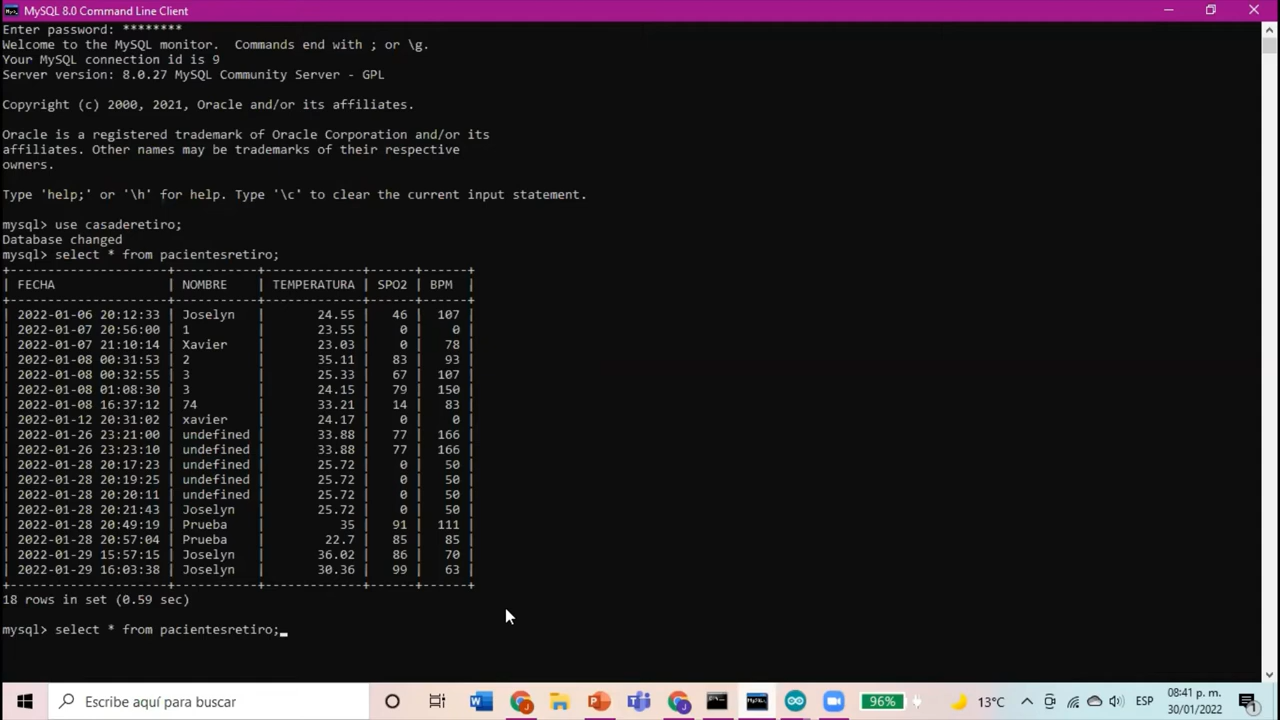 MySQL 8.0 Command Line Client
Enter password: ********
Welcome to the MySQL monitor.  Commands end with ; or \g.
Your MySQL connection id is 9
Server version: 8.0.27 MySQL Community Server - GPL
Copyright (c) 2000, 2021, Oracle and/or its affiliates.
Oracle is a registered trademark of Oracle Corporation and/or its
affiliates. Other names may be trademarks of their respective
owners.
Type 'help;' or '\h' for help. Type '\c' to clear the current input statement.
mysql> use casaderetiro;
Database changed
mysql> select * from pacientesretiro;
+---------------------+-----------+-------------+------+------+
| FECHA               | NOMBRE    | TEMPERATURA | SPO2 | BPM  |
+---------------------+-----------+-------------+------+------+
| 2022-01-06 20:12:33 | Joselyn   |       24.55 |   46 |  107 |
| 2022-01-07 20:56:00 | 1         |       23.55 |    0 |    0 |
| 2022-01-07 21:10:14 | Xavier    |       23.03 |    0 |   78 |
| 2022-01-08 00:31:53 | 2         |       35.11 |   83 |   93 |
| 2022-01-08 00:32:55 | 3         |       25.33 |   67 |  107 |
| 2022-01-08 01:08:30 | 3         |       24.15 |   79 |  150 |
| 2022-01-08 16:37:12 | 74        |       33.21 |   14 |   83 |
| 2022-01-12 20:31:02 | xavier    |       24.17 |    0 |    0 |
| 2022-01-26 23:21:00 | undefined |       33.88 |   77 |  166 |
| 2022-01-26 23:23:10 | undefined |       33.88 |   77 |  166 |
| 2022-01-28 20:17:23 | undefined |       25.72 |    0 |   50 |
| 2022-01-28 20:19:25 | undefined |       25.72 |    0 |   50 |
| 2022-01-28 20:20:11 | undefined |       25.72 |    0 |   50 |
| 2022-01-28 20:21:43 | Joselyn   |       25.72 |    0 |   50 |
| 2022-01-28 20:49:19 | Prueba    |          35 |   91 |  111 |
| 2022-01-28 20:57:04 | Prueba    |        22.7 |   85 |   85 |
| 2022-01-29 15:57:15 | Joselyn   |       36.02 |   86 |   70 |
| 2022-01-29 16:03:38 | Joselyn   |       30.36 |   99 |   63 |
+---------------------+-----------+-------------+------+------+
18 rows in set (0.59 sec)
mysql> select * from pacientesretiro;
Escribe aquí para buscar
96%
13°C
ESP
08:41 p. m.
30/01/2022